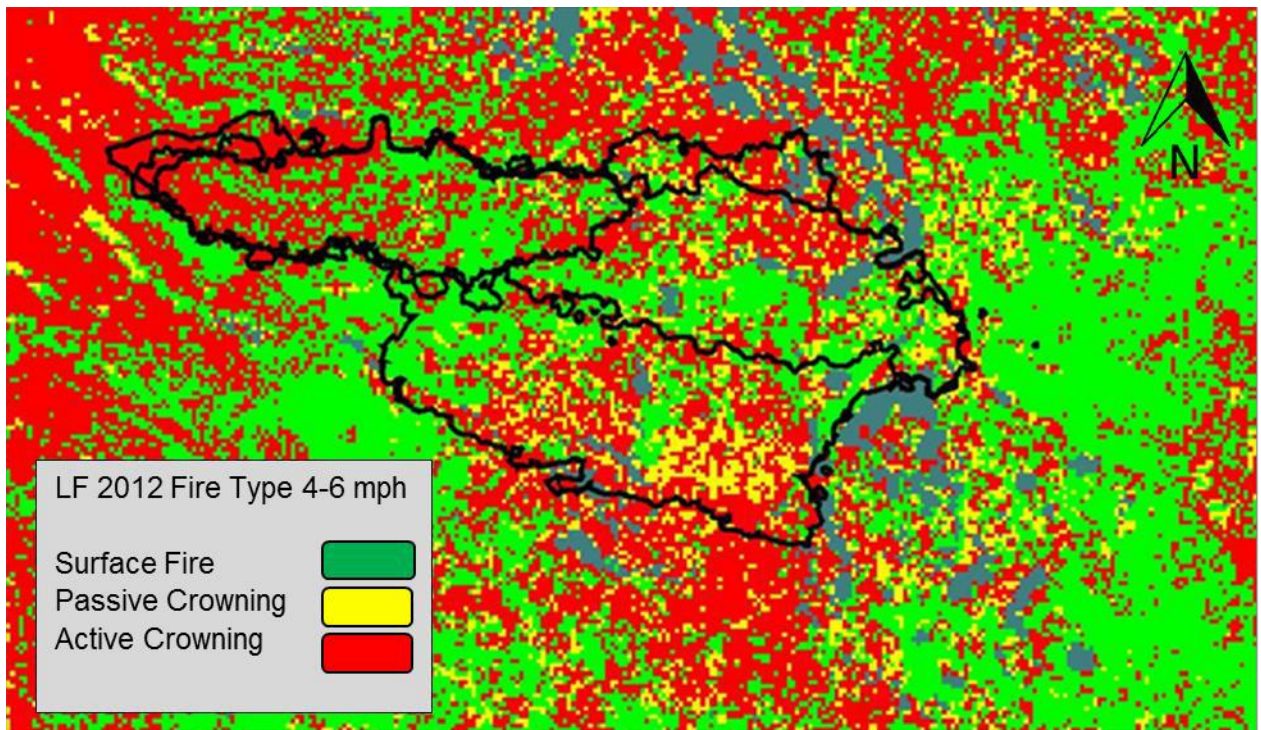 N
LF 2012 Fire Type 4-6 mph
Surface Fire
Passive Crowning
Active Crowning